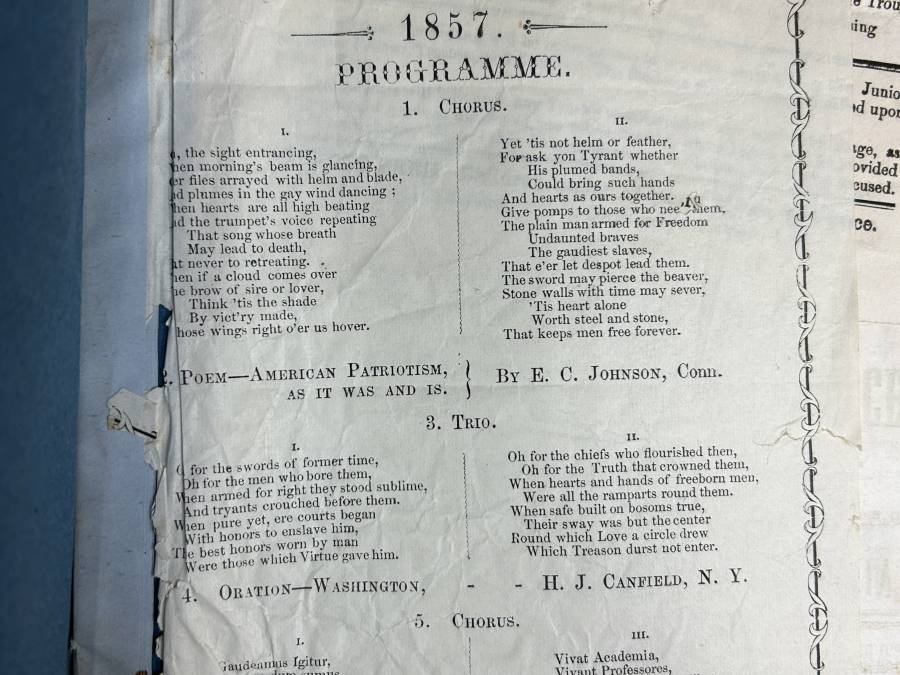 1857.
PROGRAMME.
1. CHORUS.
I.
the sight entrancing,
morning's beam is glancing,
files arrayed with helm and blade,
plumes in the gay wind dancing ;
hearts are all high beating
the trumpet's voice repeating
That song whose breath
May lead to death,
never to retreating.
if a cloud comes over
brow of sire or lover,
Think 'tis the shade
By vict'ry made,
wings right o'er us hover.
II.
Yet 'tis not helm or feather,
For ask yon Tyrant whether
His plumed bands,
Could bring such hands
And hearts as ours together.
Give pomps to those who nee them,
The plain man armed for Freedom
Undaunted braves
The gaudiest slaves,
That e'er let despot lead them.
The sword may pierce the beaver,
Stone walls with time may sever,
'Tis heart alone
Worth steel and stone,
That keeps men free forever.
2. POEM—AMERICAN PATRIOTISM, AS IT WAS AND IS. } BY E. C. JOHNSON, Conn.
3. TRIO.
I.
O for the swords of former time,
Oh for the men who bore them,
When armed for right they stood sublime,
And tryants crouched before them.
When pure yet, ere courts began
With honors to enslave him,
The best honors worn by man
Were those which Virtue gave him.
II.
Oh for the chiefs who flourished then,
Oh for the Truth that crowned them,
When hearts and hands of freeborn men,
Were all the ramparts round them.
When safe built on bosoms true,
Their sway was but the center
Round which Love a circle drew
Which Treason durst not enter.
4. ORATION—WASHINGTON, - - H. J. CANFIELD, N. Y.
5. CHORUS.
I.
Gaudeamus Igitur,
III.
Vivat Academia,
Vivant Professores,
Trou
ing
Junio
upon
as
ovided
cused.
ce.